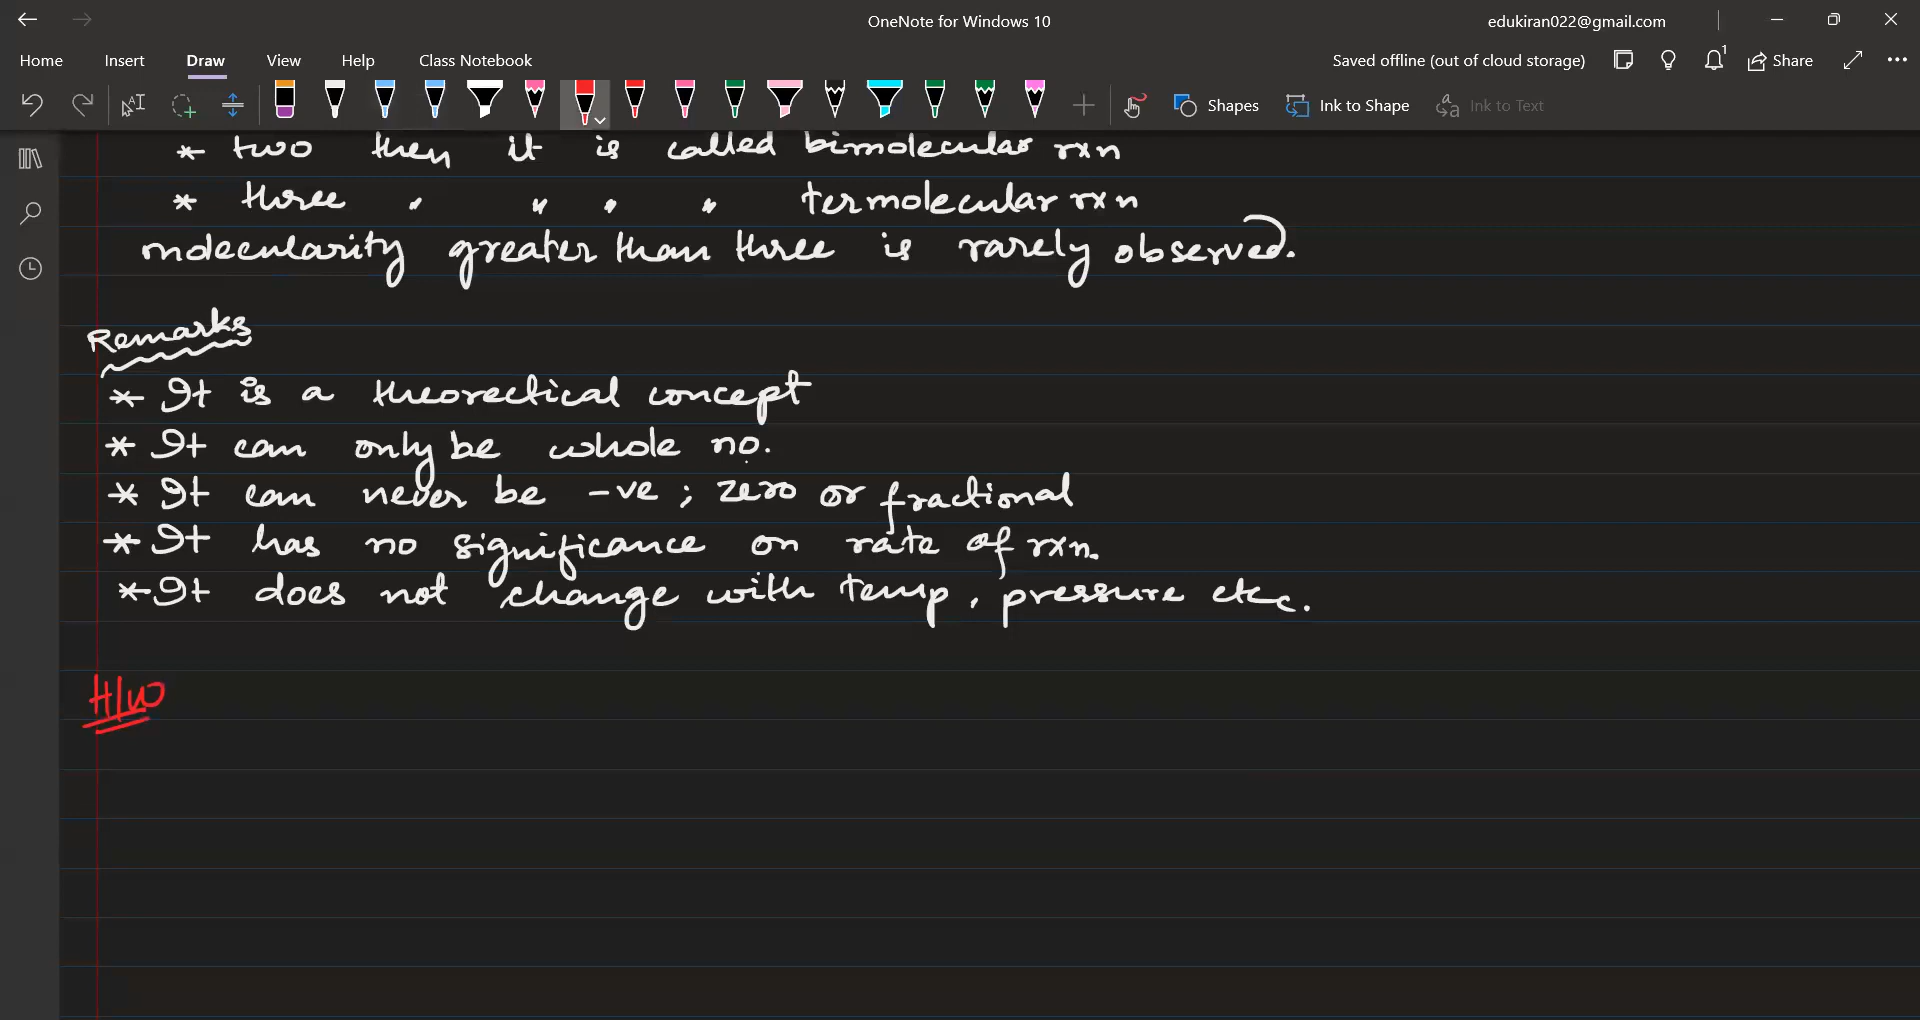 OneNote for Windows 10
edukiran022@gmail.com
Home Insert Draw View Help Class Notebook
Saved offline (out of cloud storage) 1 Share
Shapes Ink to Shape Ink to Text
* two then it is called bimolecular rxn
* three " " " " termolecular rxn
molecularity greater than three is rarely observed.
Remarks
* It is a theorectical concept
* It can only be whole no.
* It can never be -ve ; zero or fractional
* It has no significance on rate of rxn.
* It does not change with temp, pressure etc.
H/W